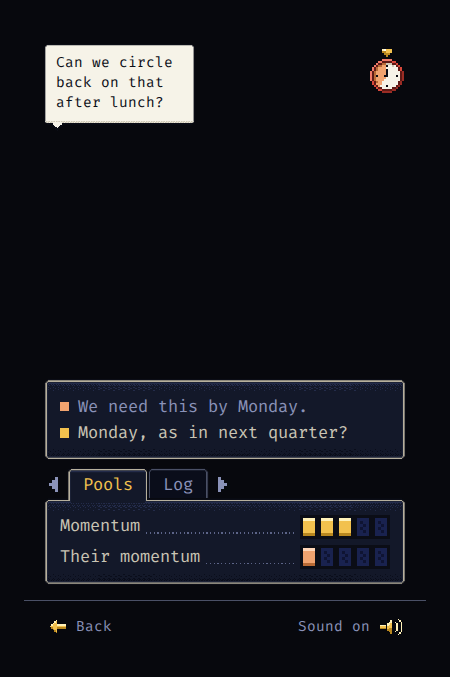 Can we circle
back on that
after lunch?
We need this by Monday.
Monday, as in next quarter?
Pools
Log
Momentum
Their momentum
Back
Sound on